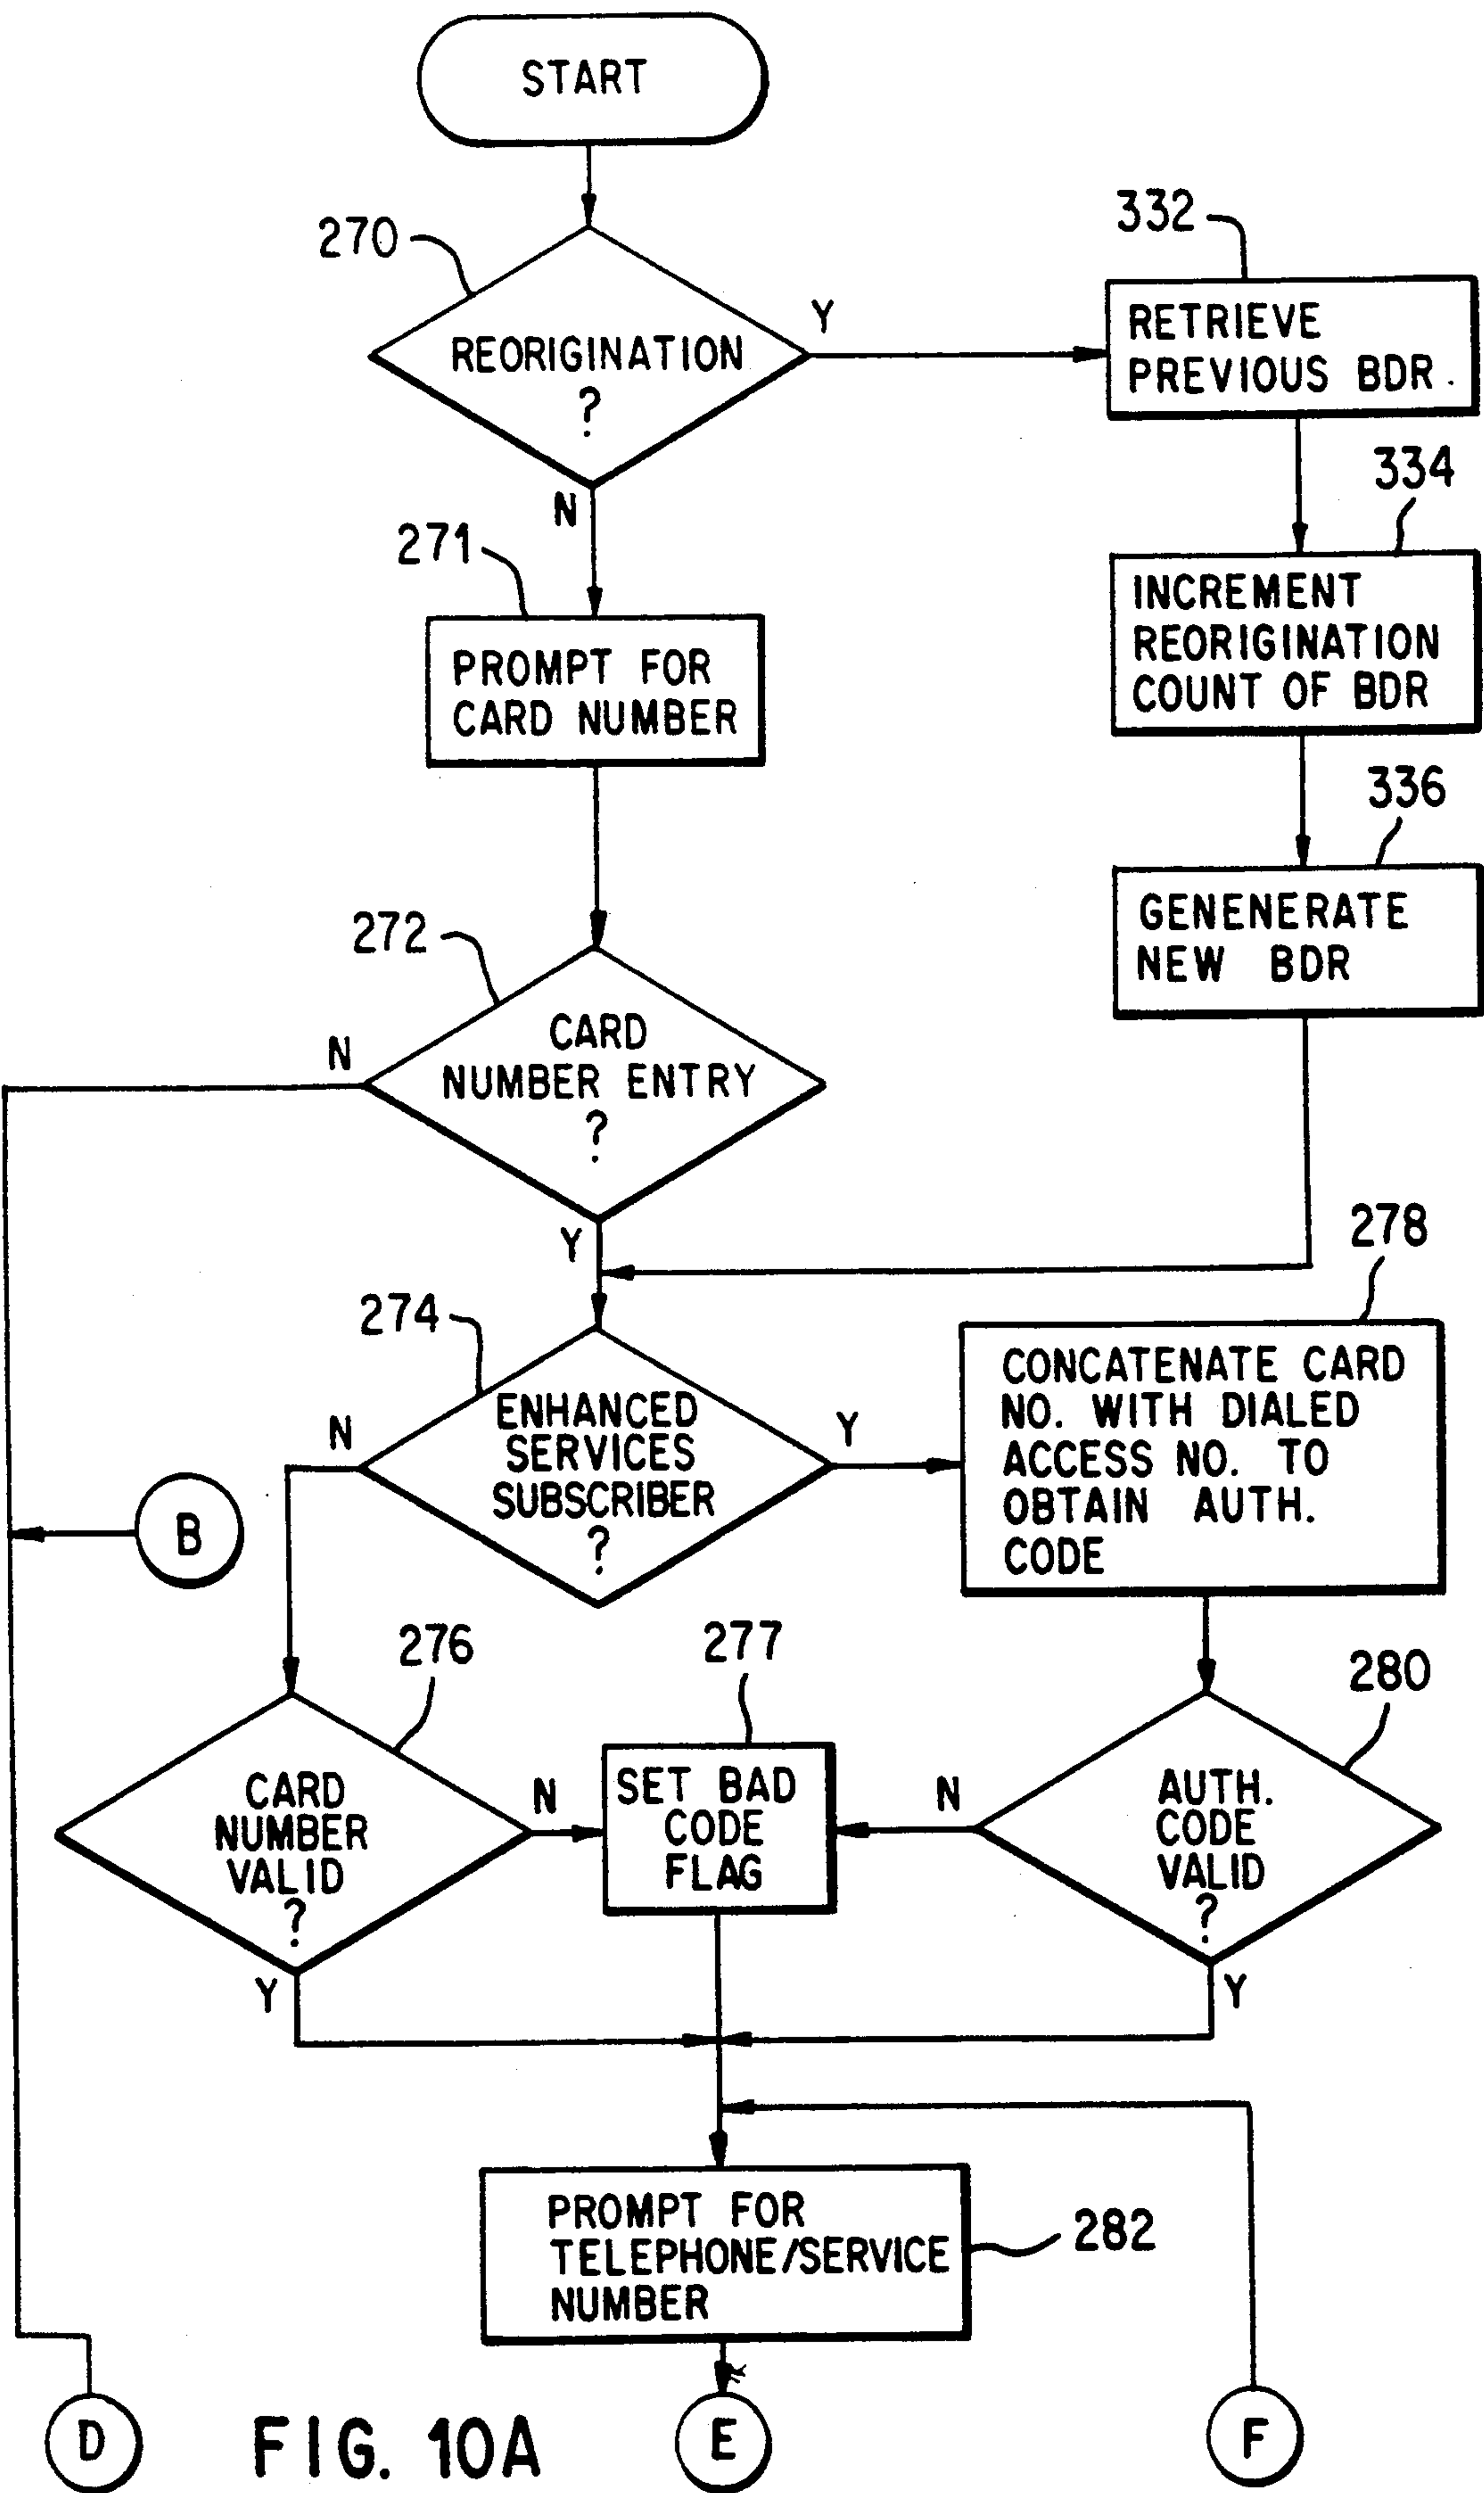 START
270
332
REORIGINATION
?
Y
N
RETRIEVE
PREVIOUS BDR.
334
271
PROMPT FOR
CARD NUMBER
INCREMENT
REORIGINATION
COUNT OF BDR
336
GENENERATE
NEW BDR
272
N
CARD
NUMBER ENTRY
?
Y
278
274
N
ENHANCED
SERVICES
SUBSCRIBER
?
Y
CONCATENATE CARD
NO. WITH DIALED
ACCESS NO. TO
OBTAIN AUTH.
CODE
B
276
277
280
CARD
NUMBER
VALID
?
N
Y
SET BAD
CODE
FLAG
N
AUTH.
CODE
VALID
?
Y
PROMPT FOR
TELEPHONE/SERVICE
NUMBER
282
D
FIG. 10A
E
F